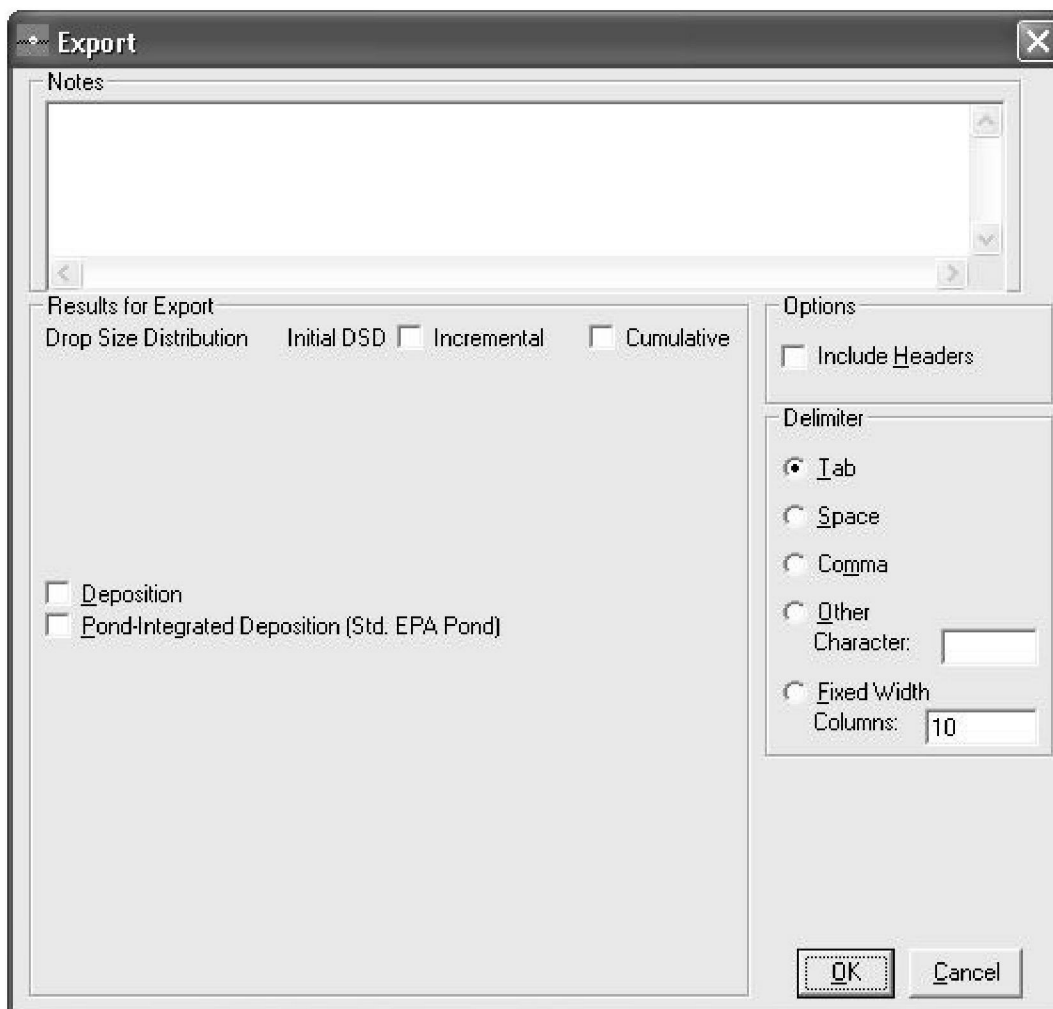 Export
Notes
Results for Export
Drop Size Distribution Initial DSD Incremental Cumulative
Deposition
Pond-Integrated Deposition (Std. EPA Pond)
Options
Include Headers
Delimiter
Tab
Space
Comma
Other
Character:
Fixed Width
Columns: 10
OK Cancel